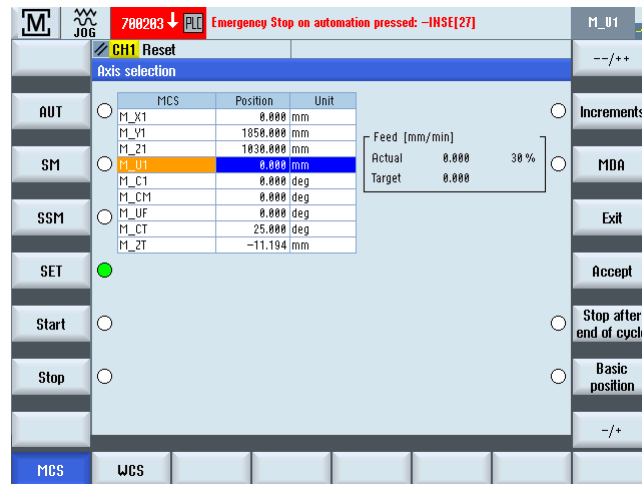 M JOG 700203 PLC Emergency Stop on automation pressed: -INSE[27] M_U1
CH1 Reset
--/++
Axis selection
MCS Position Unit
AUT
M_X1 0.000 mm
Increments
M_Y1 1850.000 mm
M_Z1 1030.000 mm
Feed [mm/min]
SM
M_U1 0.000 mm
Actual 0.000 30 %
MDA
M_C1 0.000 deg
Target 0.000
M_CM 0.000 deg
SSM
M_UF 0.000 deg
Exit
M_CT 25.000 deg
M_ZT -11.194 mm
SET
Accept
Start
Stop after
end of cycl
Stop
Basic
position
-/+
MCS WCS